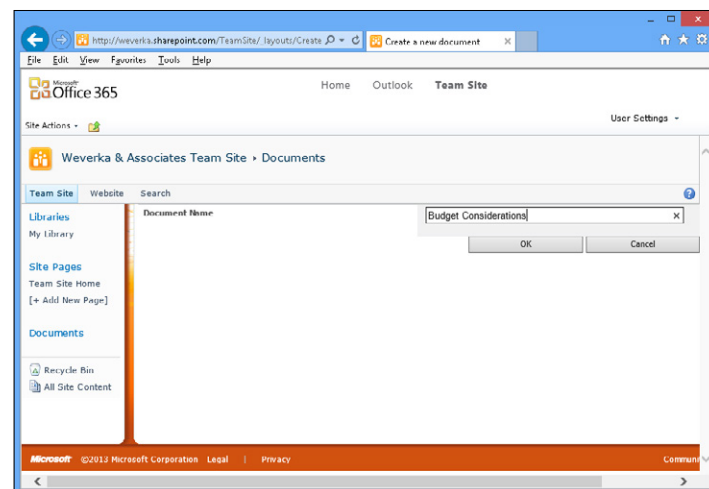 http://weverka.sharepoint.com/TeamSite/_layouts/Create
Create a new document
File Edit View Favorites Tools Help
Microsoft
Office 365
Home Outlook Team Site
User Settings
Site Actions
Weverka & Associates Team Site › Documents
Team Site Website Search
Libraries
My Library
Document Name
Budget Considerations
OK Cancel
Site Pages
Team Site Home
[+ Add New Page]
Documents
Recycle Bin
All Site Content
Microsoft ©2013 Microsoft Corporation Legal | Privacy
Communi